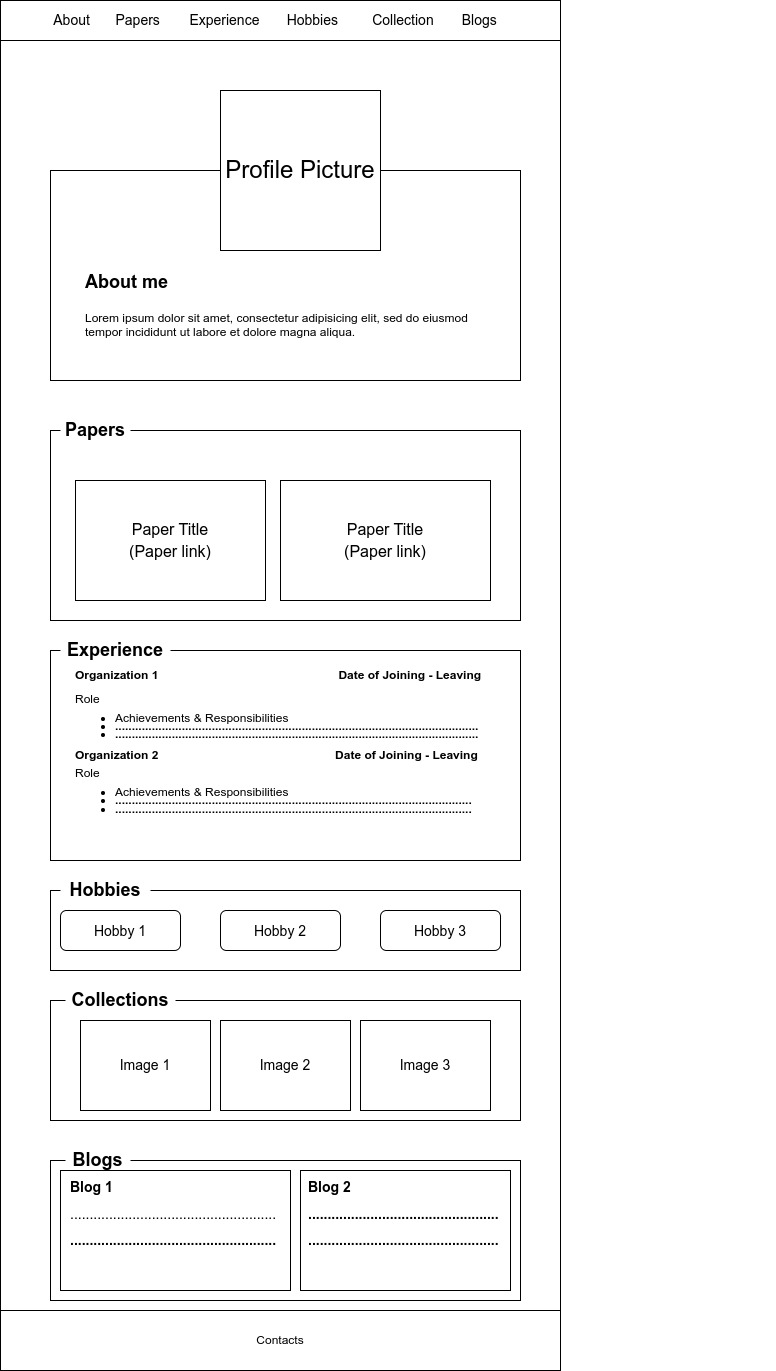 About Papers Experience Hobbies Collection Blogs
Profile Picture
About me
Lorem ipsum dolor sit amet, consectetur adipisicing elit, sed do eiusmod
tempor incididunt ut labore et dolore magna aliqua.
Papers
Paper Title
(Paper link)
Paper Title
(Paper link)
Experience
Organization 1 Date of Joining - Leaving
Role
Achievements & Responsibilities
Organization 2 Date of Joining - Leaving
Role
Achievements & Responsibilities
Hobbies
Hobby 1 Hobby 2 Hobby 3
Collections
Image 1 Image 2 Image 3
Blogs
Blog 1
Blog 2
Contacts